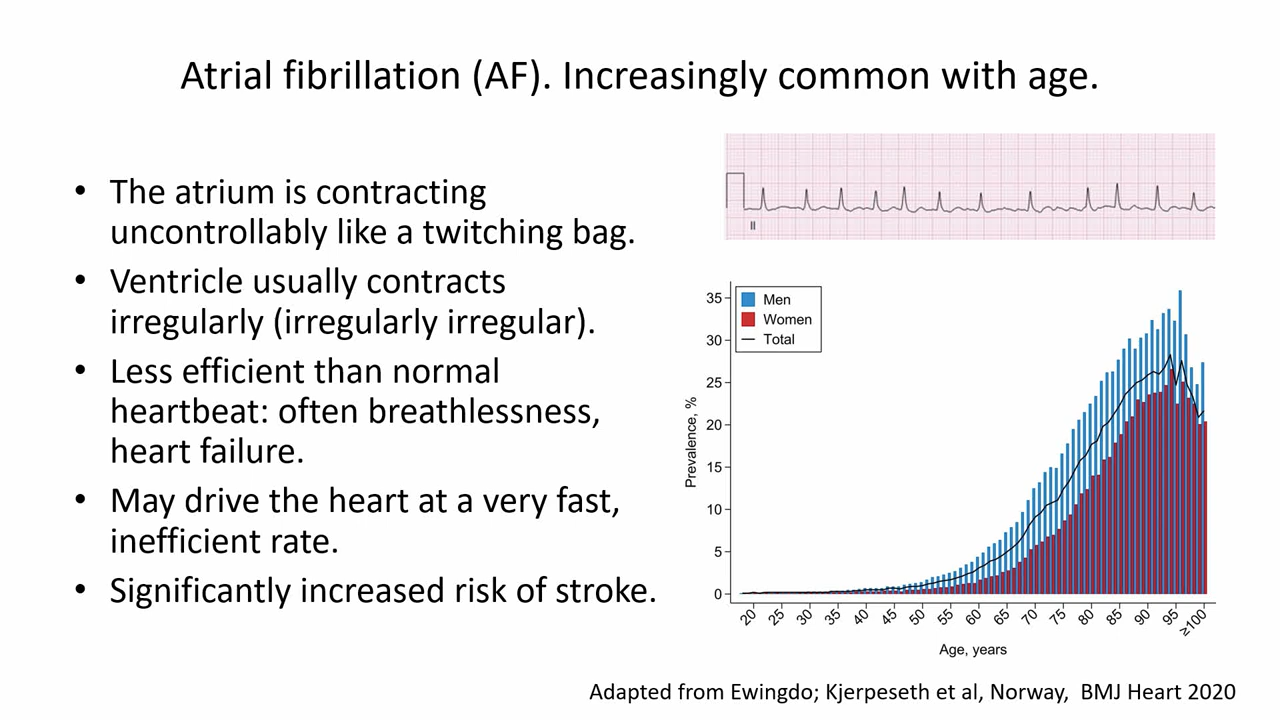 Atrial fibrillation (AF). Increasingly common with age.
• The atrium is contracting
uncontrollably like a twitching bag.
• Ventricle usually contracts
irregularly (irregularly irregular).
• Less efficient than normal
heartbeat: often breathlessness,
heart failure.
• May drive the heart at a very fast,
inefficient rate.
• Significantly increased risk of stroke.
II
Men
Women
Total
Prevalence, %
35
30
25
20
15
10
5
0
20 25 30 35 40 45 50 55 60 65 70 75 80 85 90 95 ≥100
Age, years
Adapted from Ewingdo; Kjerpeseth et al, Norway, BMJ Heart 2020